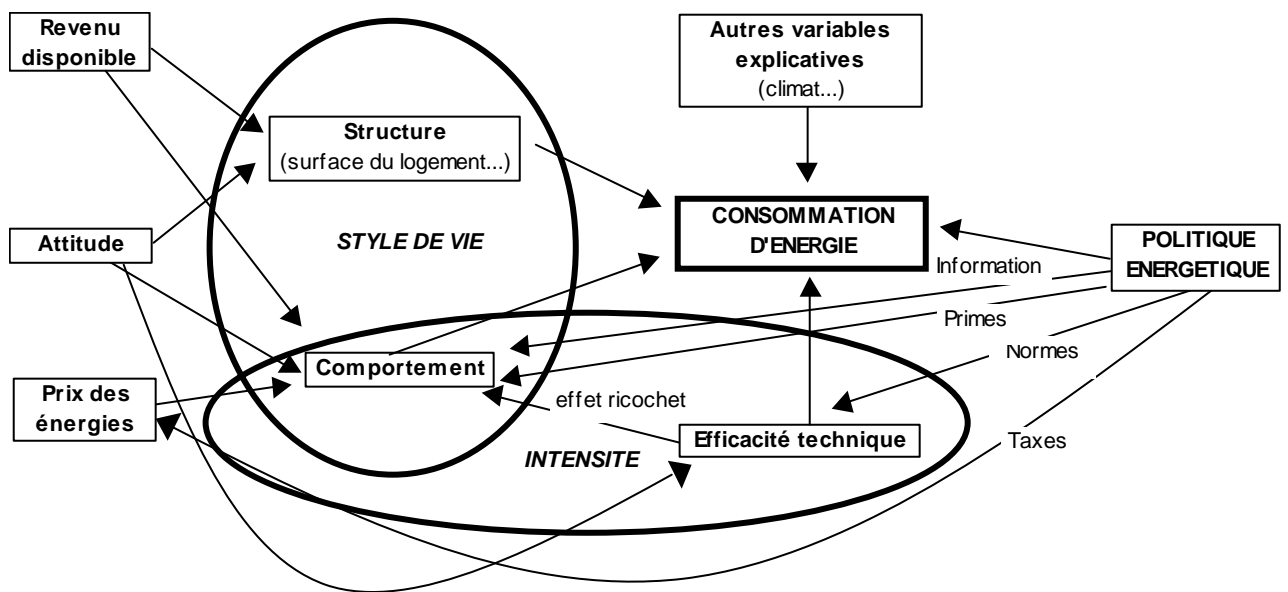 Revenu
disponible
Autres variables
explicatives
(climat...)
Structure
(surface du logement...)
STYLE DE VIE
Attitude
CONSOMMATION
D'ENERGIE
POLITIQUE
ENERGETIQUE
Information
Primes
Normes
Comportement
Prix des
énergies
effet ricochet
Efficacité technique
Taxes
INTENSITE